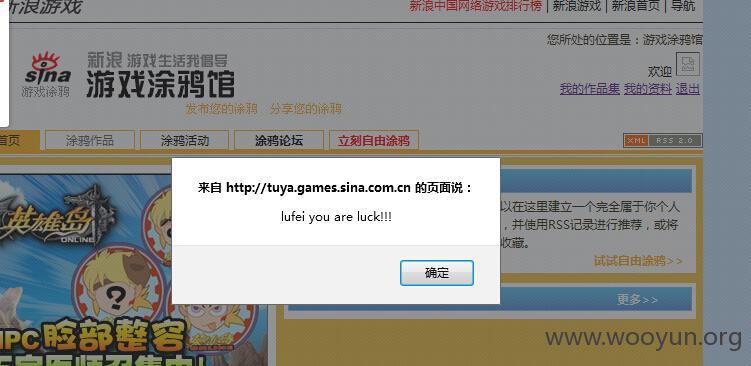 新浪游戏
新浪中国网络游戏排行榜 | 新浪游戏 | 新浪首页 | 导航
您所处的位置是：游戏涂鸦馆
sina
游戏涂鸦
新浪 游戏生活我倡导
游戏涂鸦馆
发布您的涂鸦 分享您的涂鸦
欢迎
我的作品集 我的资料 退出
首页 涂鸦作品 涂鸦活动 涂鸦论坛 立刻自由涂鸦
XML RSS 2.0
来自 http://tuya.games.sina.com.cn 的页面说：
lufei you are luck!!!
确定
以在这里建立一个完全属于你个人
，并使用RSS记录进行推荐，或将
收藏。
试试自由涂鸦>>
更多>>
英雄岛
ONLINE
?
NPC脸部整容
www.wooyun.org